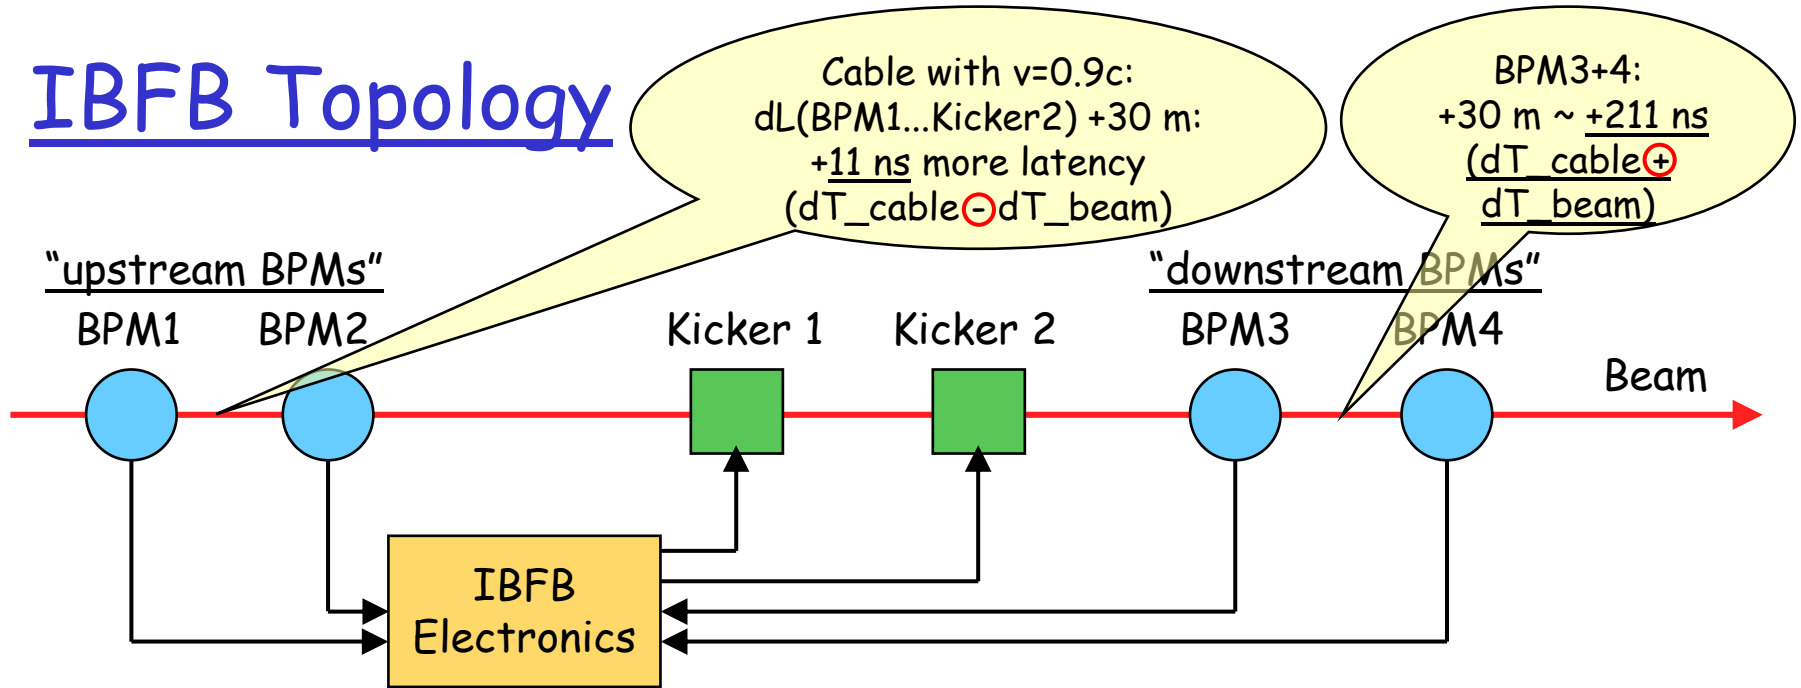 IBFB Topology
Cable with v=0.9c:
dL(BPM1...Kicker2) +30 m:
+11 ns more latency
(dT_cable - dT_beam)
BPM3+4:
+30 m ~ +211 ns
(dT_cable +
dT_beam)
“upstream BPMs”
“downstream BPMs”
BPM1
BPM2
Kicker 1
Kicker 2
BPM3
BPM4
Beam
IBFB
Electronics